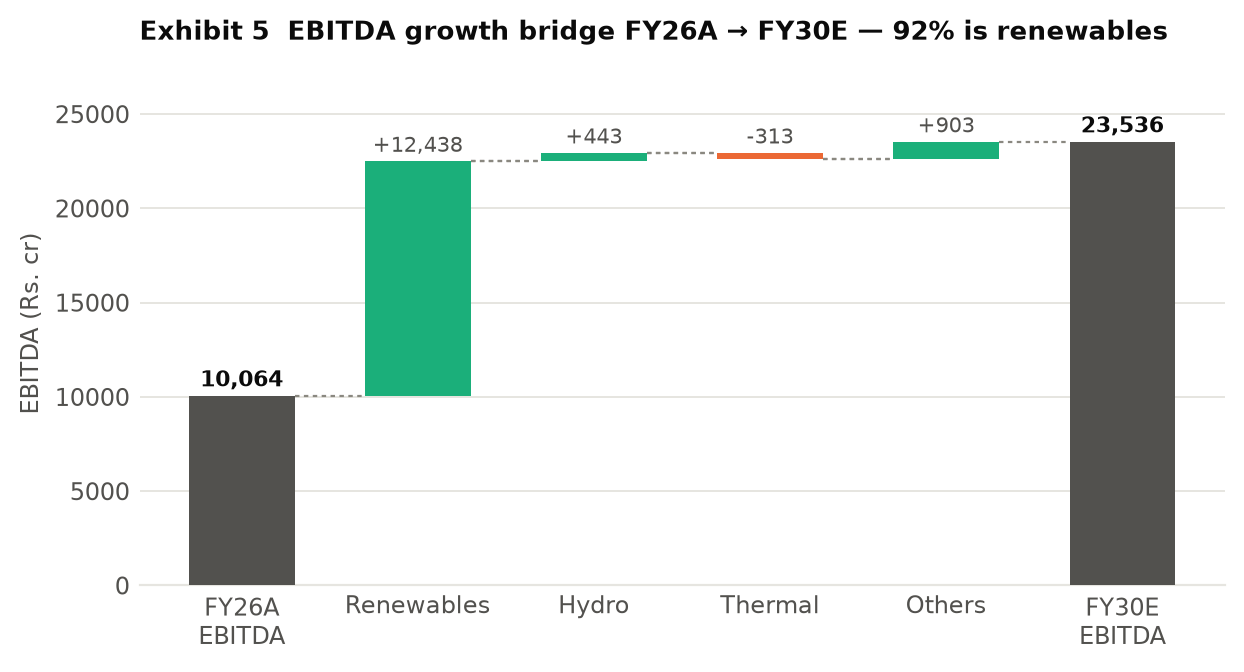 Exhibit 5  EBITDA growth bridge FY26A → FY30E — 92% is renewables
EBITDA (Rs. cr)
25000
20000
15000
10000
5000
0
10,064
+12,438
+443
-313
+903
23,536
FY26A
EBITDA
Renewables
Hydro
Thermal
Others
FY30E
EBITDA